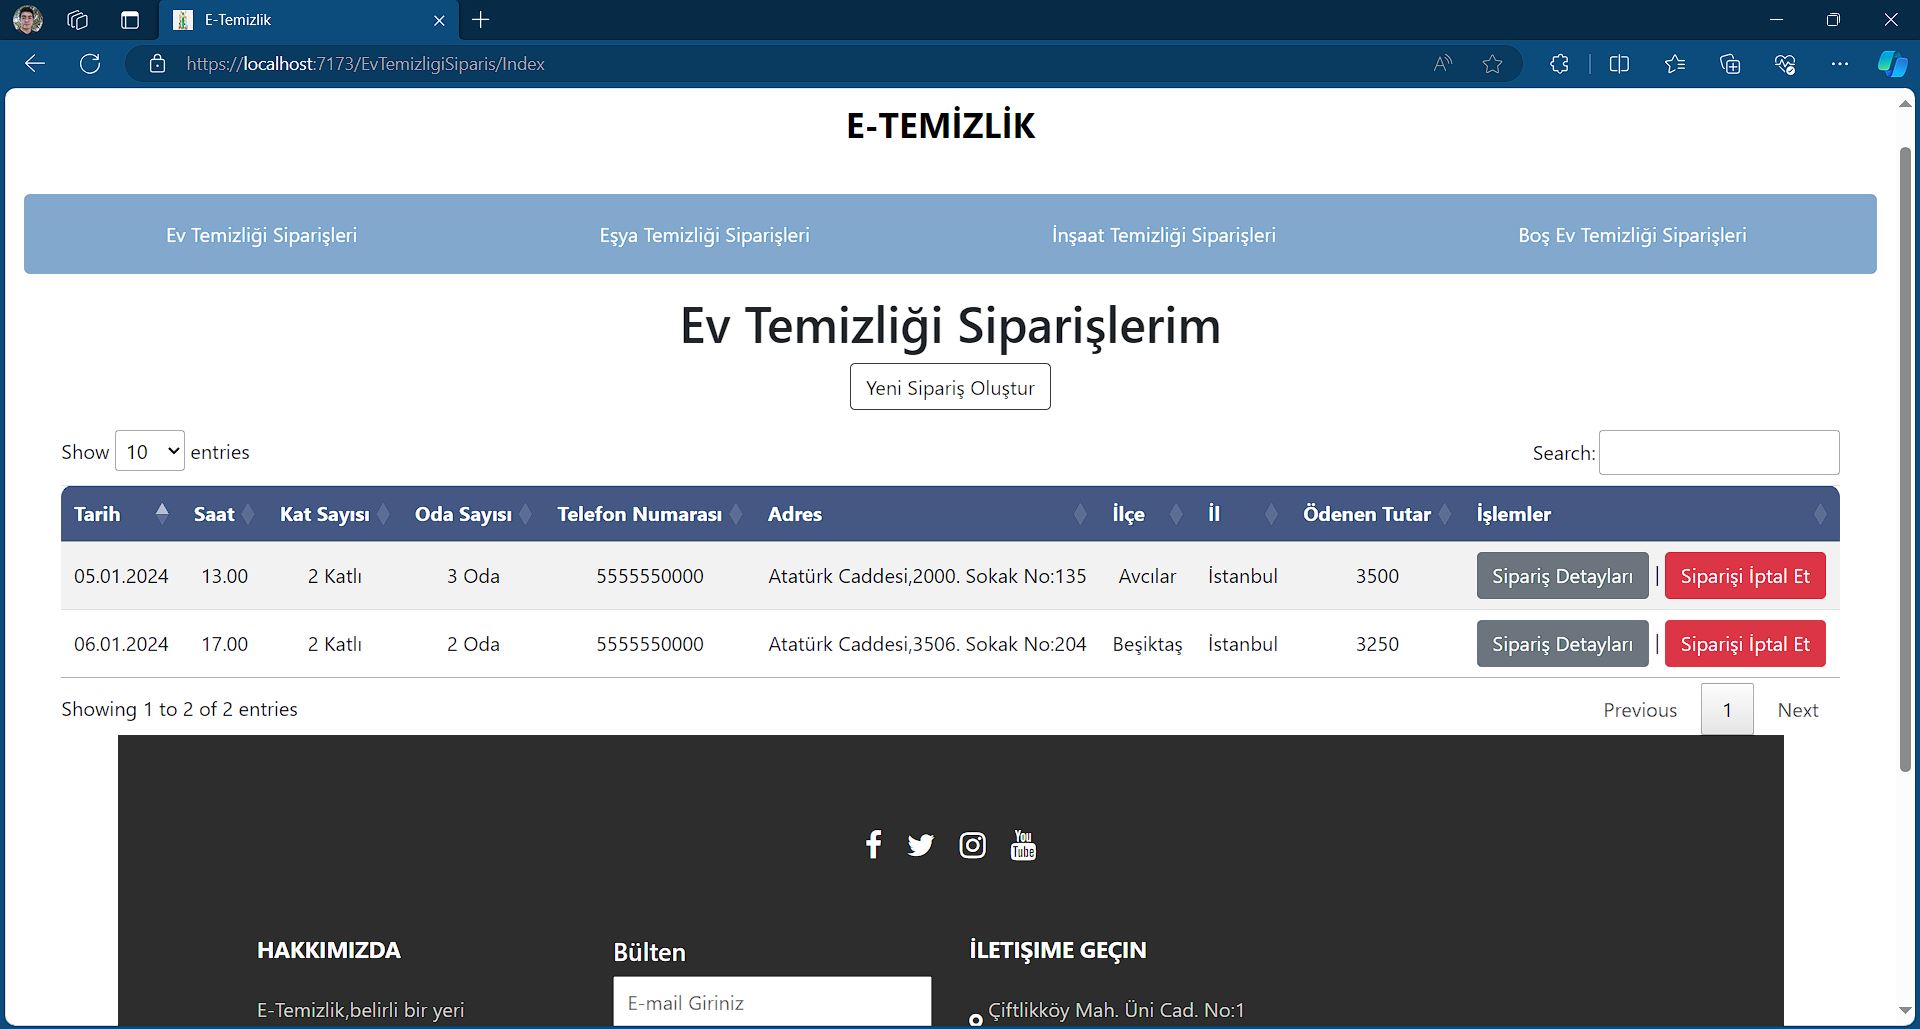 E-Temizlik
https://localhost:7173/EvTemizligiSiparis/Index
E-TEMİZLİK
Ev Temizliği Siparişleri Eşya Temizliği Siparişleri İnşaat Temizliği Siparişleri Boş Ev Temizliği Siparişleri
Ev Temizliği Siparişlerim
Yeni Sipariş Oluştur
Show 10 entries Search:
Tarih Saat Kat Sayısı Oda Sayısı Telefon Numarası Adres İlçe İl Ödenen Tutar İşlemler
05.01.2024 13.00 2 Katlı 3 Oda 5555550000 Atatürk Caddesi,2000. Sokak No:135 Avcılar İstanbul 3500 Sipariş Detayları | Siparişi İptal Et
06.01.2024 17.00 2 Katlı 2 Oda 5555550000 Atatürk Caddesi,3506. Sokak No:204 Beşiktaş İstanbul 3250 Sipariş Detayları | Siparişi İptal Et
Showing 1 to 2 of 2 entries Previous 1 Next
You
Tube
HAKKIMIZDA Bülten İLETIŞIME GEÇIN
E-Temizlik,belirli bir yeri E-mail Giriniz Çiftlikköy Mah. Üni Cad. No:1